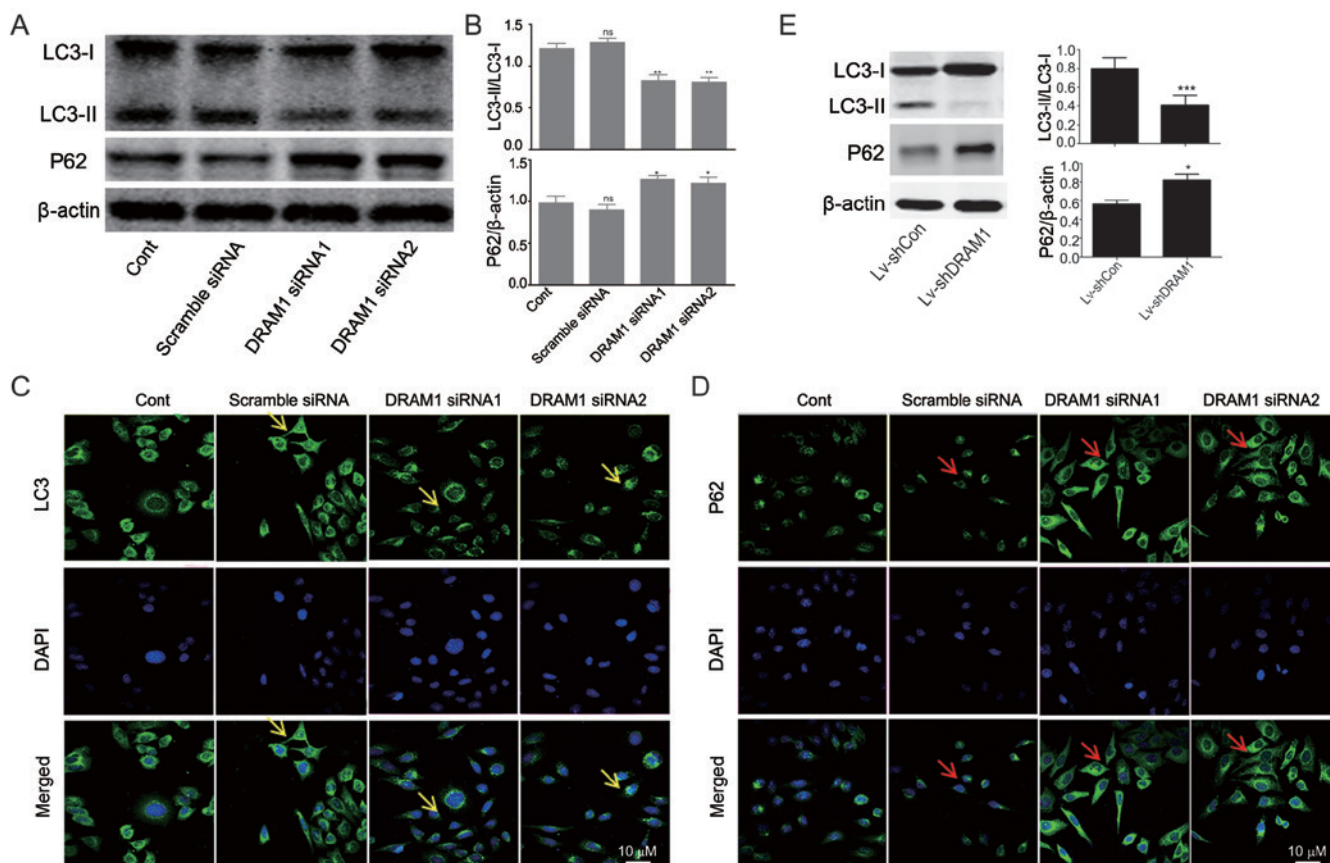 A
LC3-I
LC3-II
P62
β-actin
Cont
Scramble siRNA
DRAM1 siRNA1
DRAM1 siRNA2
B
LC3-II/LC3-I
1.5
1.0
0.5
0.0
ns
**
**
P62/β-actin
1.5
1.0
0.5
0.0
ns
*
*
Cont
Scramble siRNA
DRAM1 siRNA1
DRAM1 siRNA2
E
LC3-I
LC3-II
P62
β-actin
Lv-shCon
Lv-shDRAM1
LC3-II/LC3-I
1.0
0.8
0.6
0.4
0.2
0.0
***
P62/β-actin
1.0
0.8
0.6
0.4
0.2
0.0
*
Lv-shCon
Lv-shDRAM1
C
Cont
Scramble siRNA
DRAM1 siRNA1
DRAM1 siRNA2
LC3
DAPI
Merged
10 μM
D
Cont
Scramble siRNA
DRAM1 siRNA1
DRAM1 siRNA2
P62
DAPI
Merged
10 μM